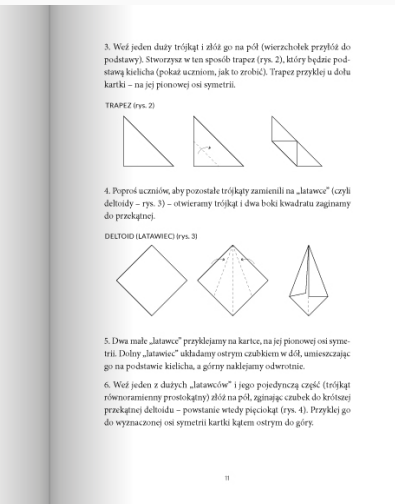 3. Weź jeden duży trójkąt i złóż go na pół (wierzchołek przyłóż do
podstawy). Stworzysz w ten sposób trapez (rys. 2), który będzie pod-
stawą kielicha (pokaż uczniom, jak to zrobić). Trapez przyklej u dołu
kartki – na jej pionowej osi symetrii.
TRAPEZ (rys. 2)
4. Poproś uczniów, aby pozostałe trójkąty zamienili na „latawce” (czyli
deltoidy – rys. 3) – otwieramy trójkąt i dwa boki kwadratu zaginamy
do przekątnej.
DELTOID (LATAWIEC) (rys. 3)
5. Dwa małe „latawce” przyklejamy na kartce, na jej pionowej osi syme-
trii. Dolny „latawiec” układamy ostrym czubkiem w dół, umieszczając
go na podstawie kielicha, a górny naklejamy odwrotnie.
6. Weź jeden z dużych „latawców” i jego pojedynczą część (trójkąt
równoramienny prostokątny) złóż na pół, zginając czubek do krótszej
przekątnej deltoidu – powstanie wtedy pięciokąt (rys. 4). Przyklej go
do wyznaczonej osi symetrii kartki kątem ostrym do góry.
11